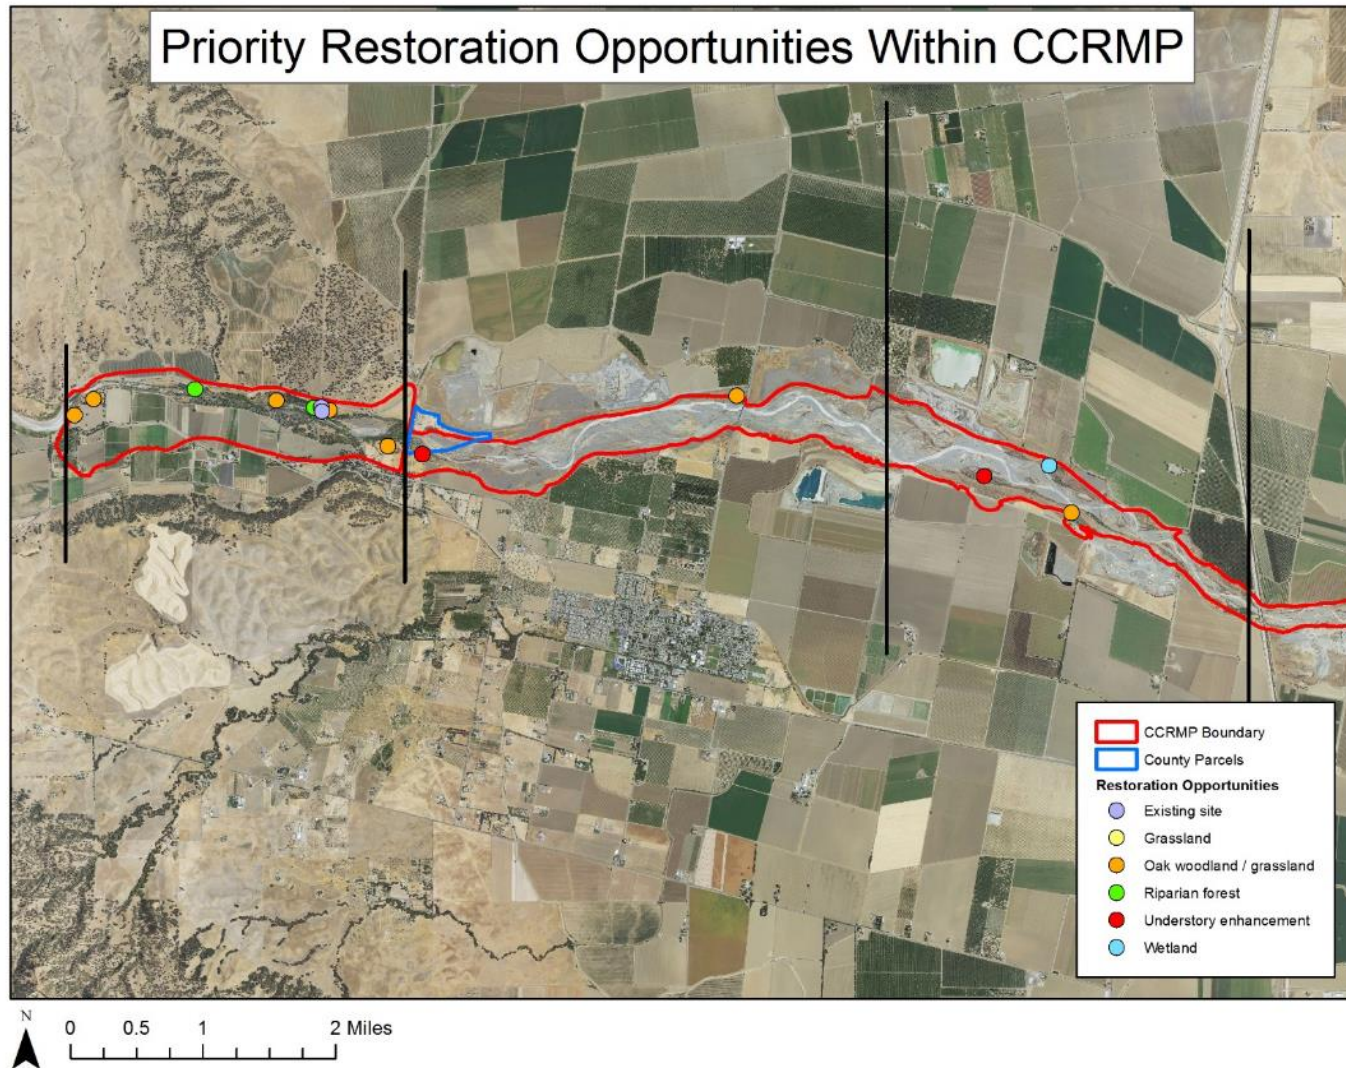 Priority Restoration Opportunities Within CCRMP
CCRMP Boundary
County Parcels
Restoration Opportunities
Existing site
Grassland
Oak woodland / grassland
Riparian forest
Understory enhancement
Wetland
N
0 0.5 1 2 Miles